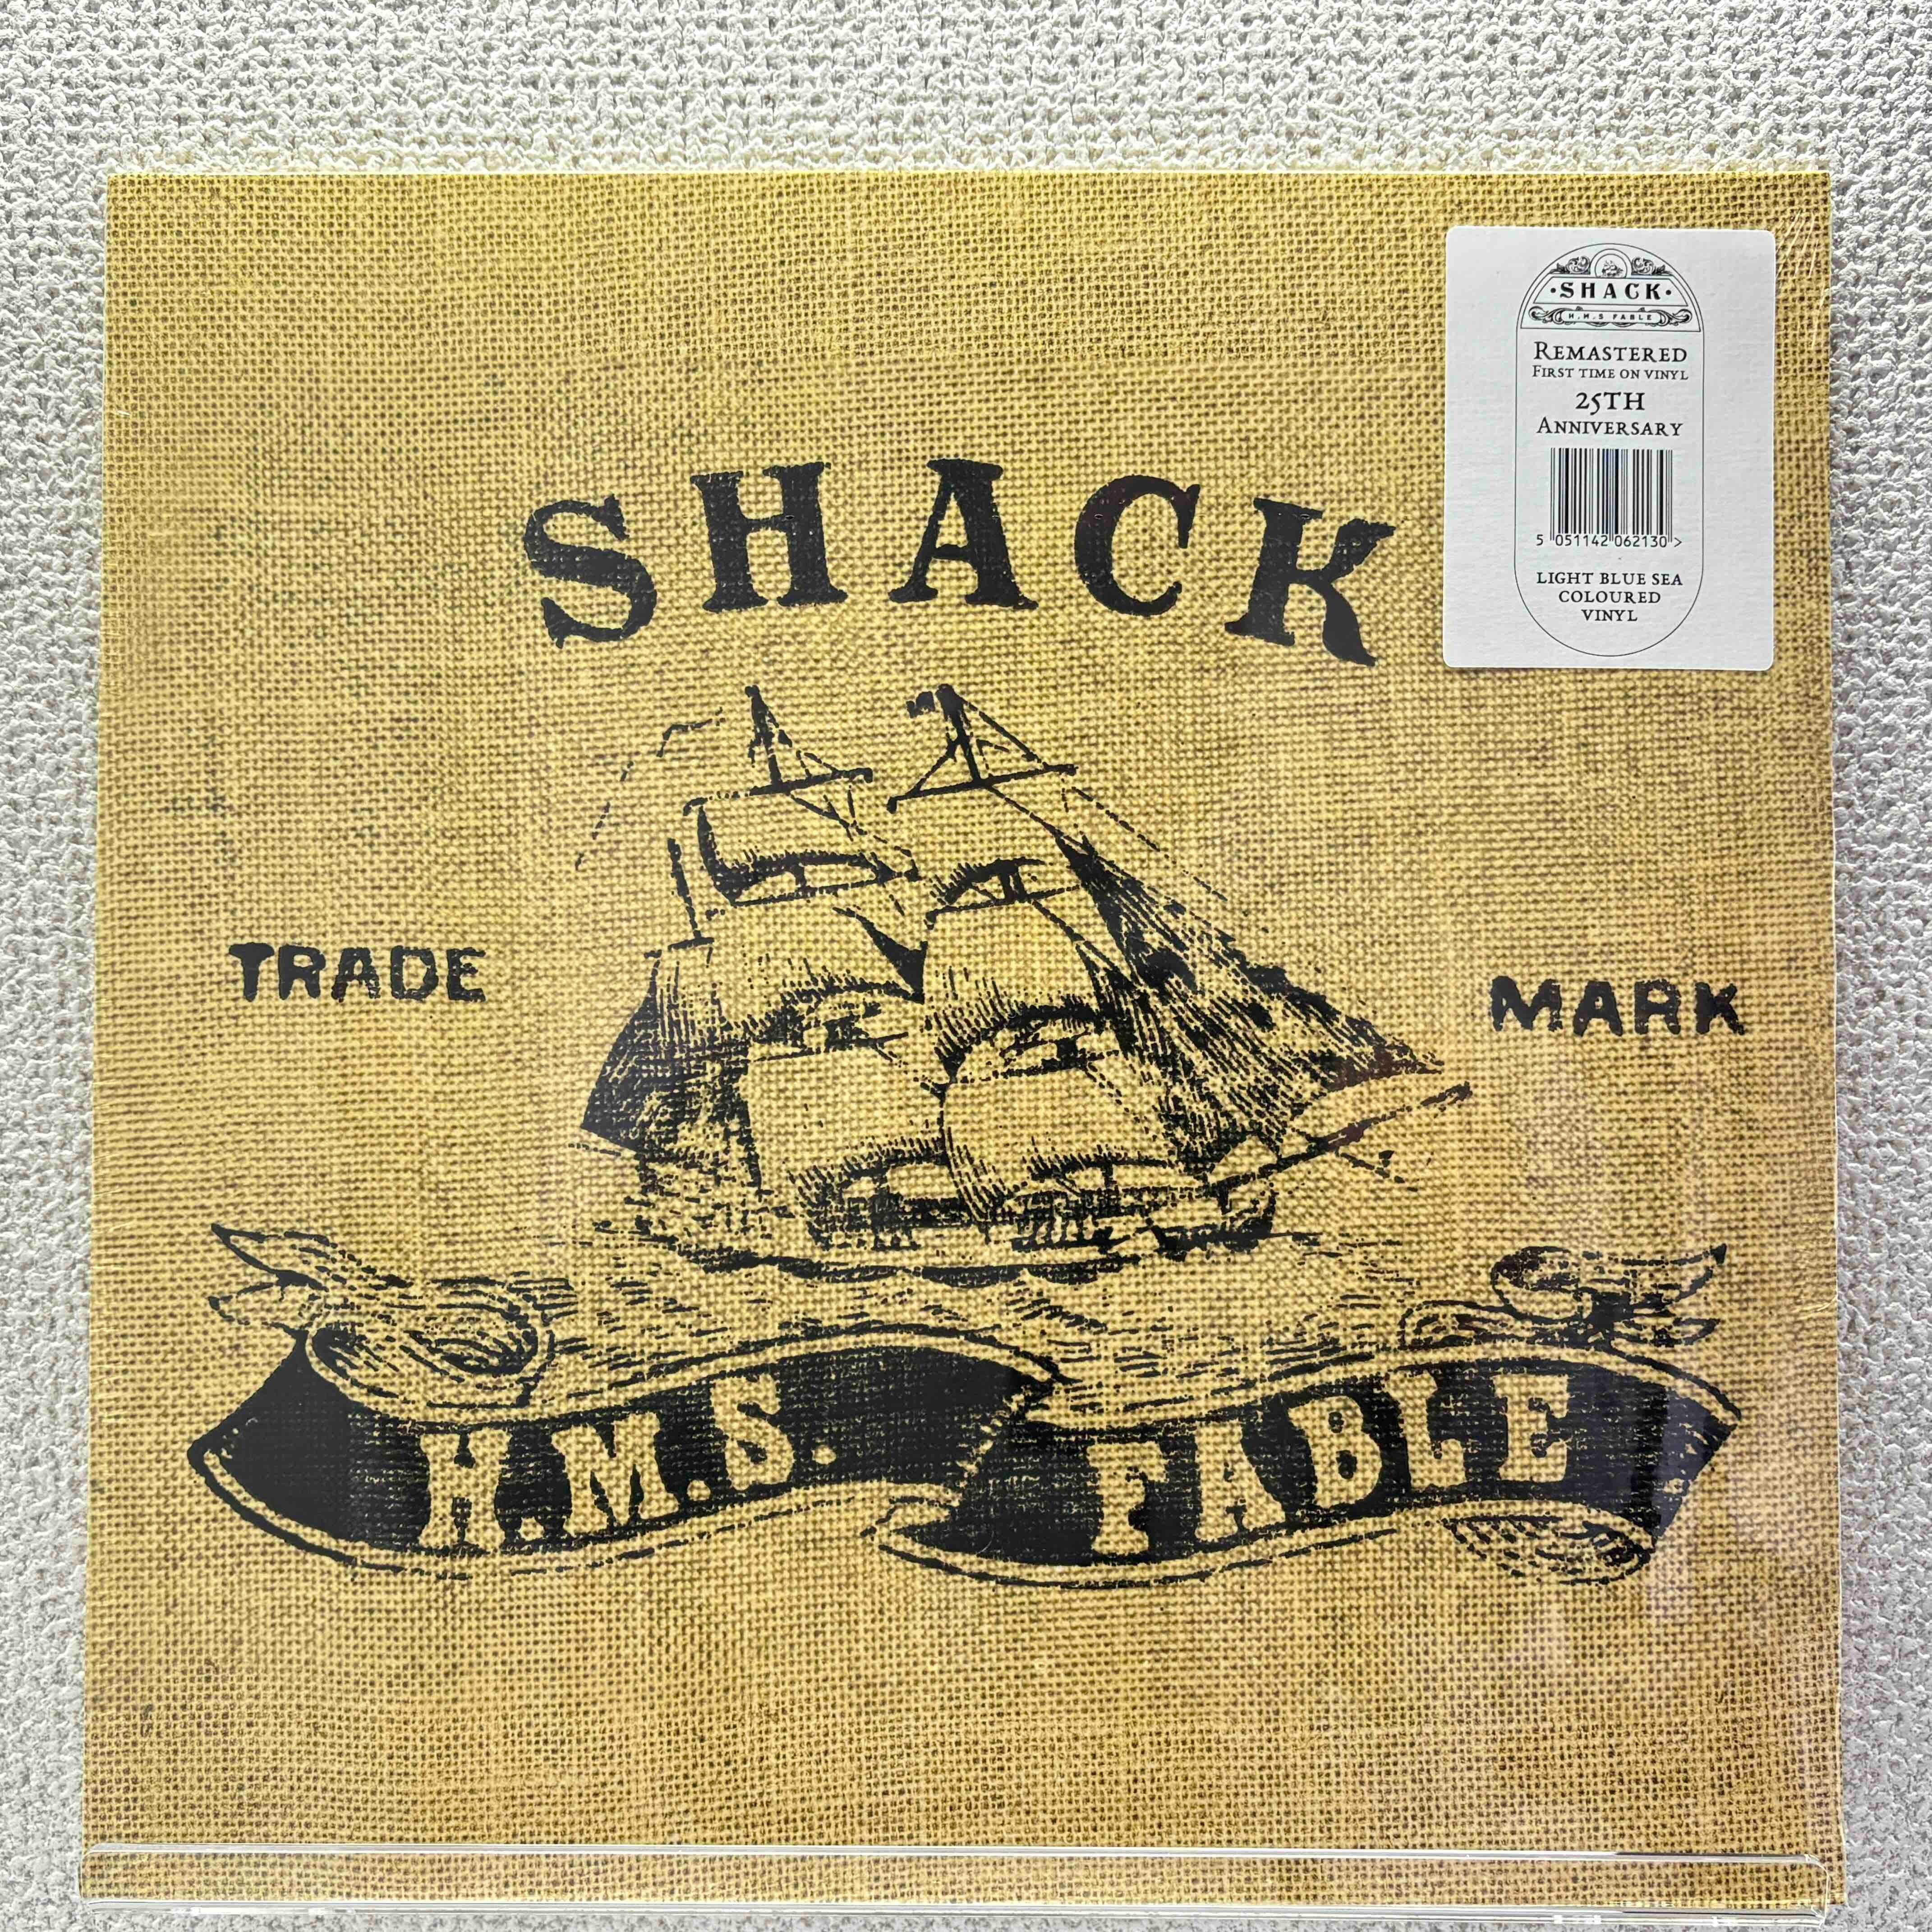 SHACK
TRADE MARK
H.M.S. FABLE
·SHACK·
H.M.S FABLE
REMASTERED
FIRST TIME ON VINYL
25TH
ANNIVERSARY
5 051142 062130 >
LIGHT BLUE SEA
COLOURED
VINYL